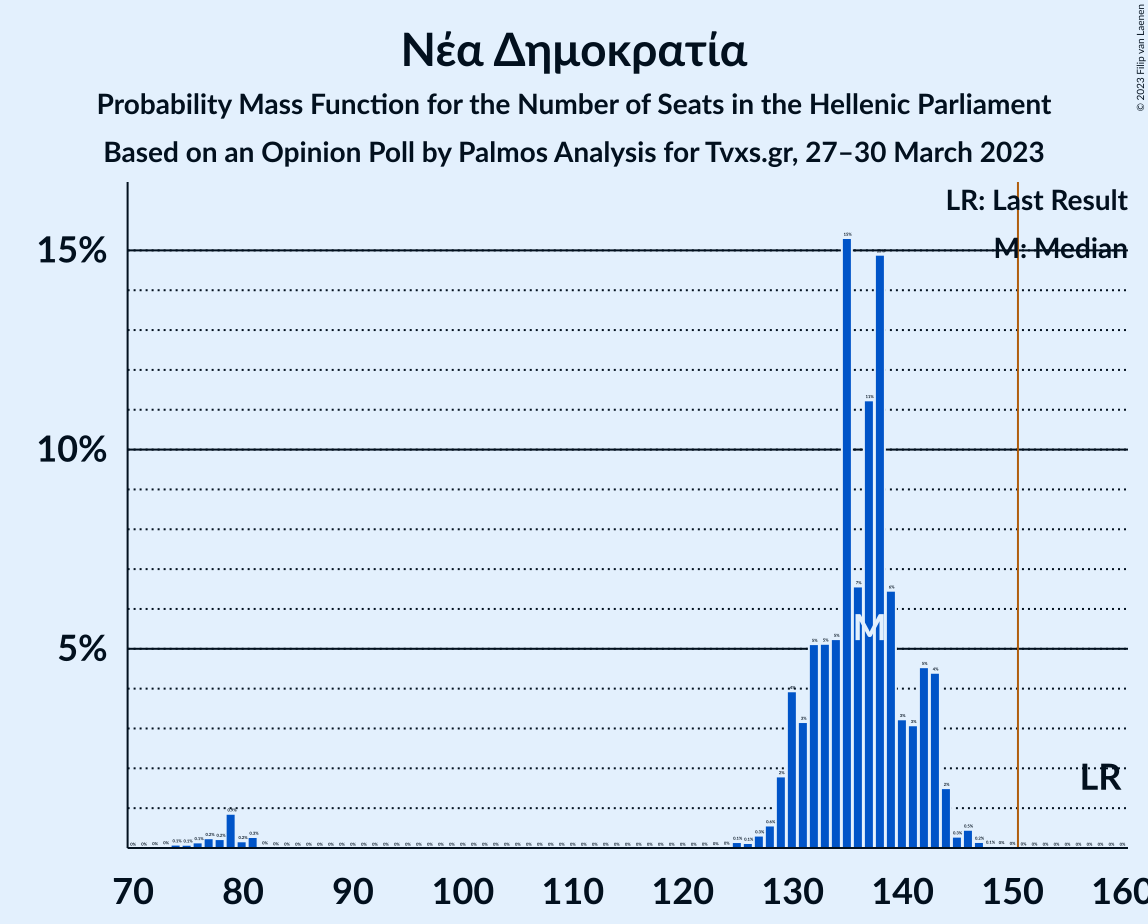 Νέα Δημοκρατία
Probability Mass Function for the Number of Seats in the Hellenic Parliament
Based on an Opinion Poll by Palmos Analysis for Tvxs.gr, 27–30 March 2023
© 2023 Filip van Laenen
LR: Last Result
M: Median
15%
10%
5%
M
LR
70 80 90 100 110 120 130 140 150 160